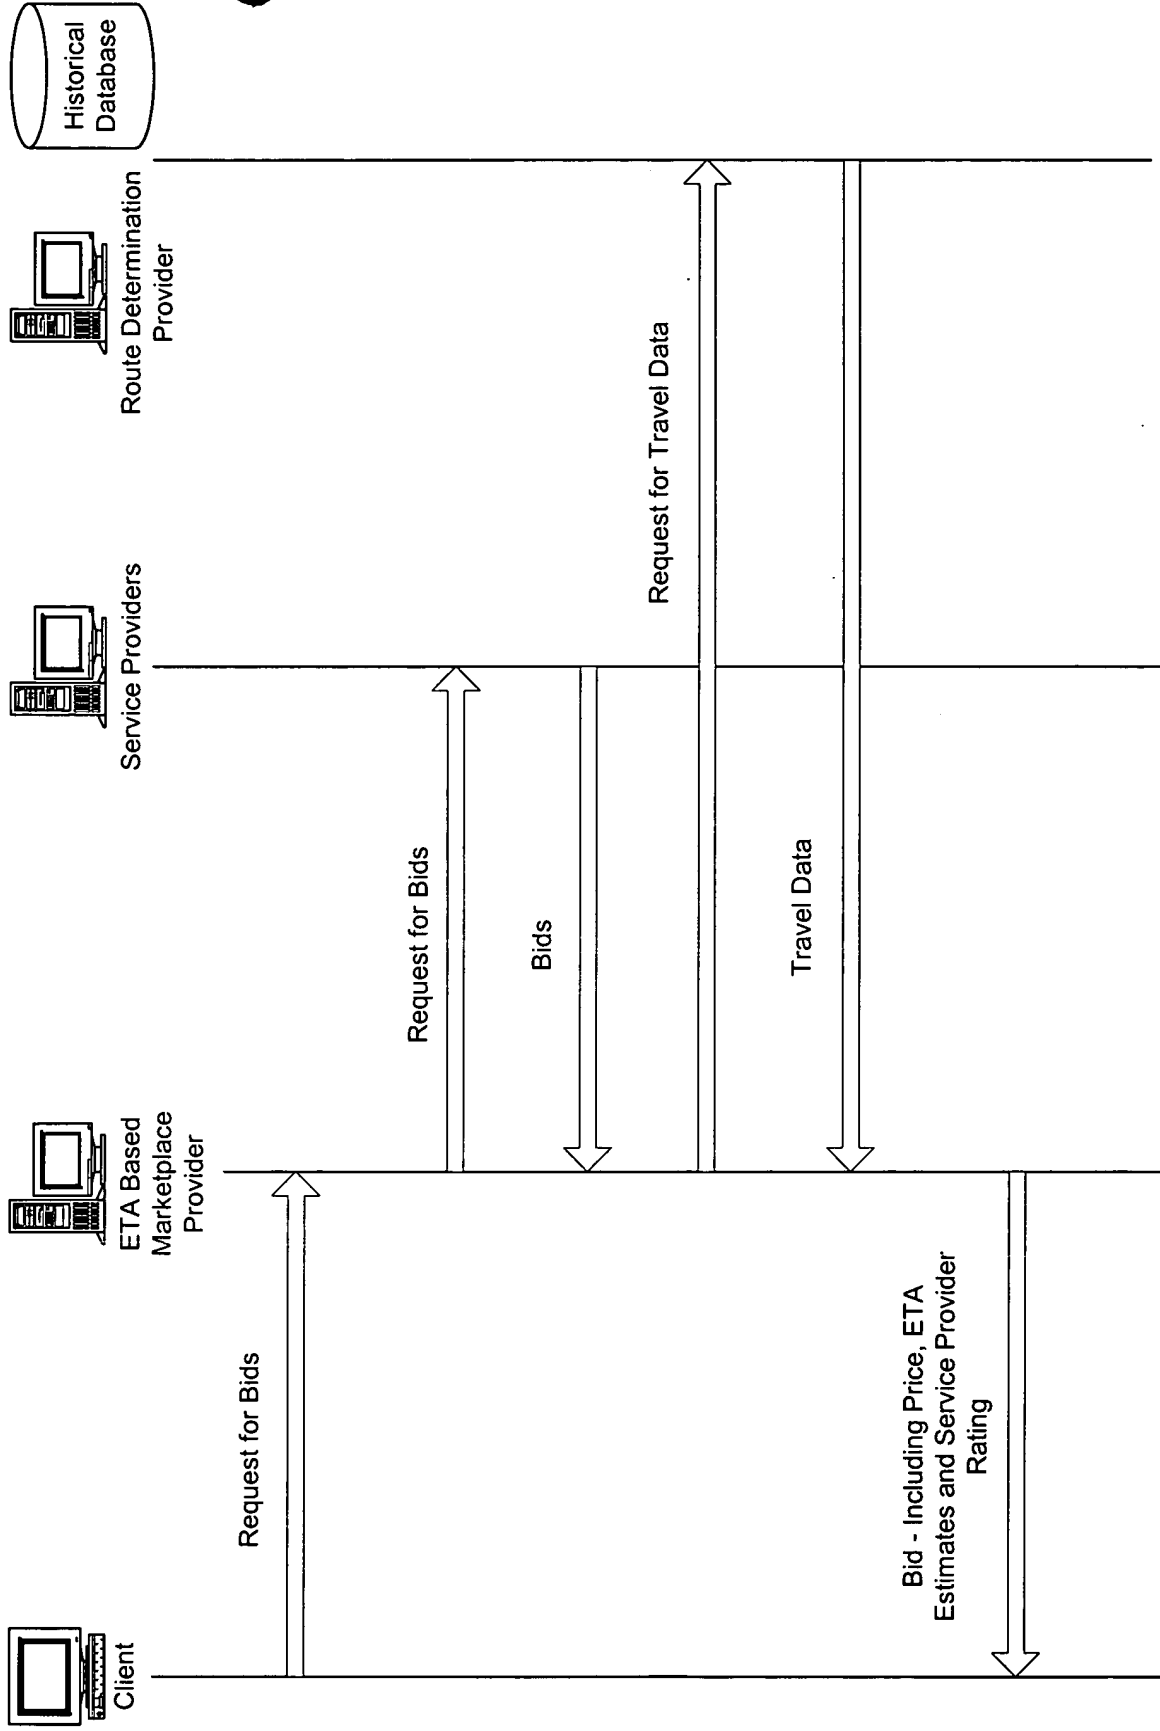 Client
ETA Based
Marketplace
Provider
Service Providers
Route Determination
Provider
Historical
Database
Request for Bids
Request for Bids
Bids
Request for Travel Data
Travel Data
Bid - Including Price, ETA
Estimates and Service Provider
Rating